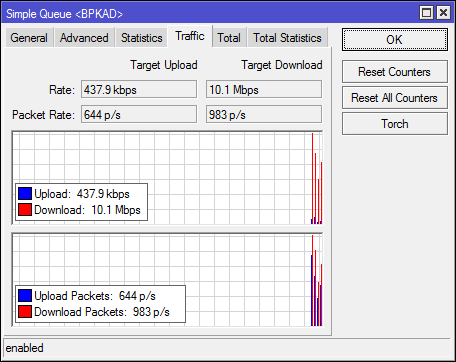 Simple Queue <BPKAD>
General Advanced Statistics Traffic Total Total Statistics
OK
Reset Counters
Reset All Counters
Torch
Target Upload Target Download
Rate: 437.9 kbps 10.1 Mbps
Packet Rate: 644 p/s 983 p/s
Upload: 437.9 kbps
Download: 10.1 Mbps
Upload Packets: 644 p/s
Download Packets: 983 p/s
enabled